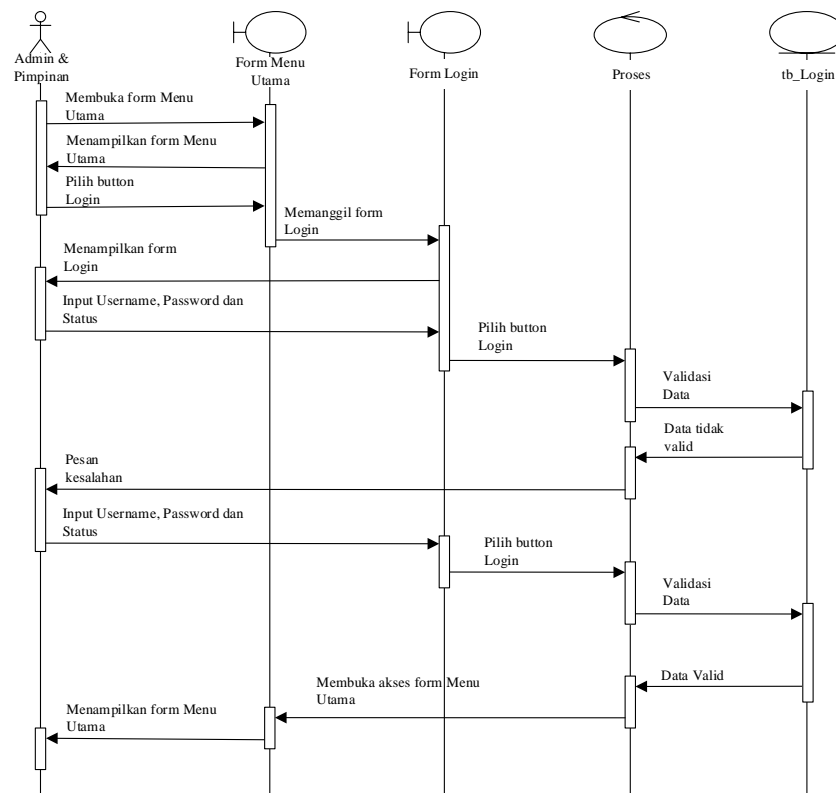 Admin &
Pimpinan
Form Menu
Utama
Form Login
Proses
tb_Login
Membuka form Menu
Utama
Menampilkan form Menu
Utama
Pilih button
Login
Memanggil form
Login
Menampilkan form
Login
Input Username, Password dan
Status
Pilih button
Login
Validasi
Data
Data tidak
valid
Pesan
kesalahan
Input Username, Password dan
Status
Pilih button
Login
Validasi
Data
Data Valid
Membuka akses form Menu
Utama
Menampilkan form Menu
Utama